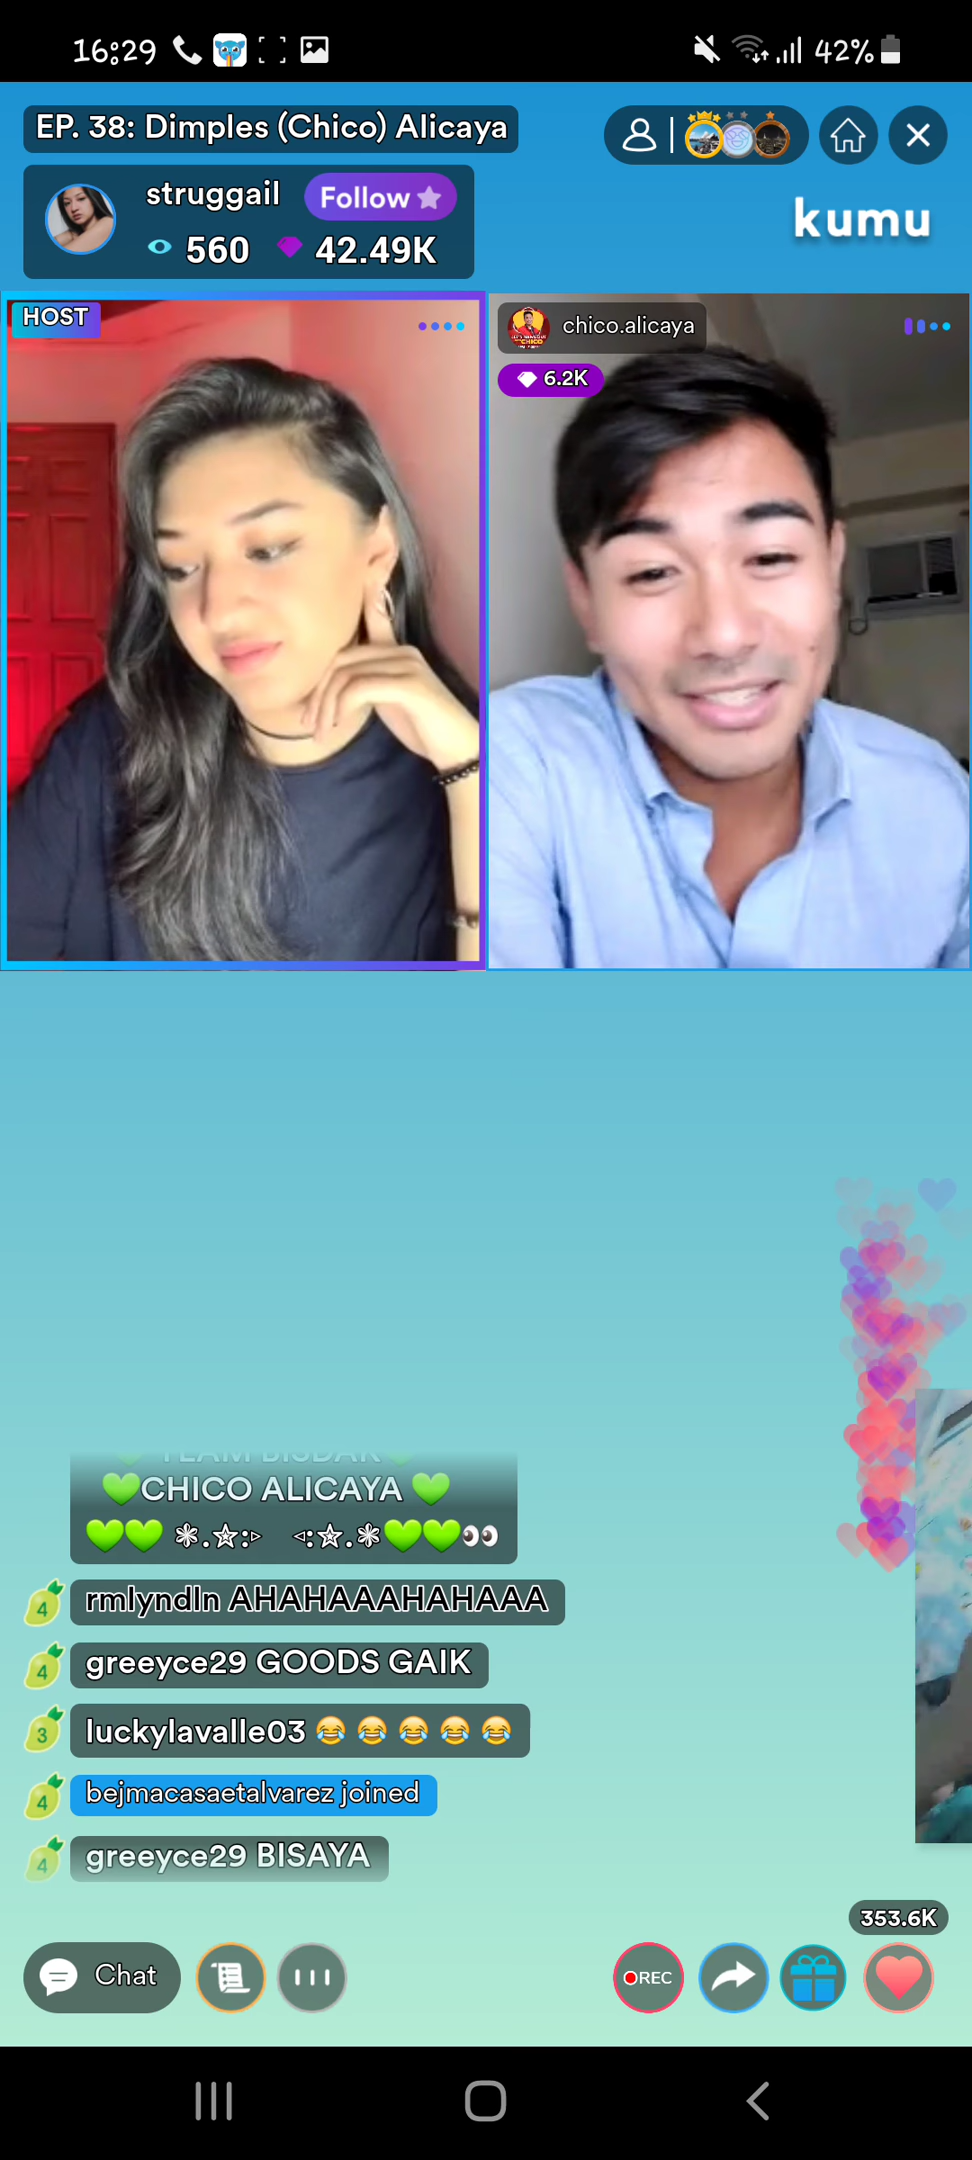 16:29
42%
EP. 38: Dimples (Chico) Alicaya
struggail
Follow
560 42.49K
kumu
HOST
chico.alicaya
6.2K
TEAM BISDAK
💚CHICO ALICAYA 💚
💚💚 ❃.✮:▹ ◃:✮.❃💚💚👀
4 rmlyndln AHAHAAAHAHAAA
4 greeyce29 GOODS GAIK
3 luckylavalle03 😂 😂 😂 😂 😂
4 bejmacasaetalvarez joined
4 greeyce29 BISAYA
353.6K
Chat
REC